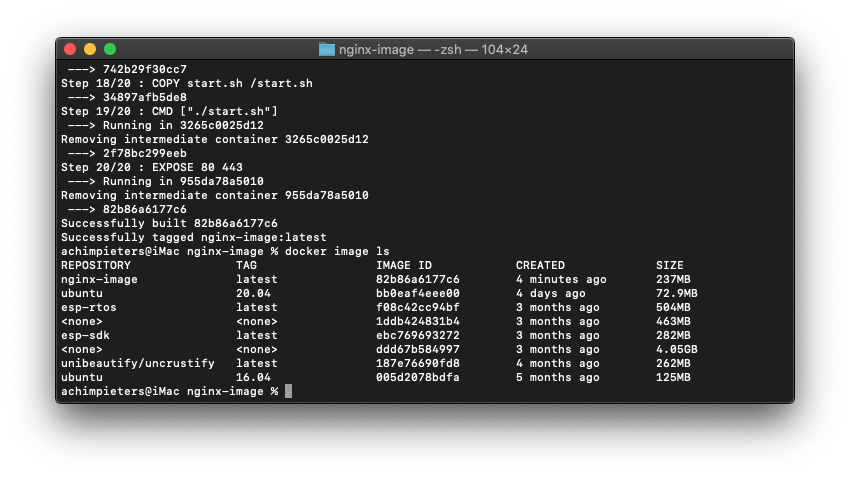 nginx-image — -zsh — 104×24
---> 742b29f30cc7
Step 18/20 : COPY start.sh /start.sh
---> 34897afb5de8
Step 19/20 : CMD ["./start.sh"]
---> Running in 3265c0025d12
Removing intermediate container 3265c0025d12
---> 2f78bc299eeb
Step 20/20 : EXPOSE 80 443
---> Running in 955da78a5010
Removing intermediate container 955da78a5010
---> 82b86a6177c6
Successfully built 82b86a6177c6
Successfully tagged nginx-image:latest
achimpieters@iMac nginx-image % docker image ls
REPOSITORY TAG IMAGE ID CREATED SIZE
nginx-image latest 82b86a6177c6 4 minutes ago 237MB
ubuntu 20.04 bb0eaf4eee00 4 days ago 72.9MB
esp-rtos latest f08c42cc94bf 3 months ago 504MB
<none> <none> 1ddb424831b4 3 months ago 463MB
esp-sdk latest ebc769693272 3 months ago 282MB
<none> <none> ddd67b584997 3 months ago 4.05GB
unibeautify/uncrustify latest 187e76690fd8 4 months ago 262MB
ubuntu 16.04 005d2078bdfa 5 months ago 125MB
achimpieters@iMac nginx-image %